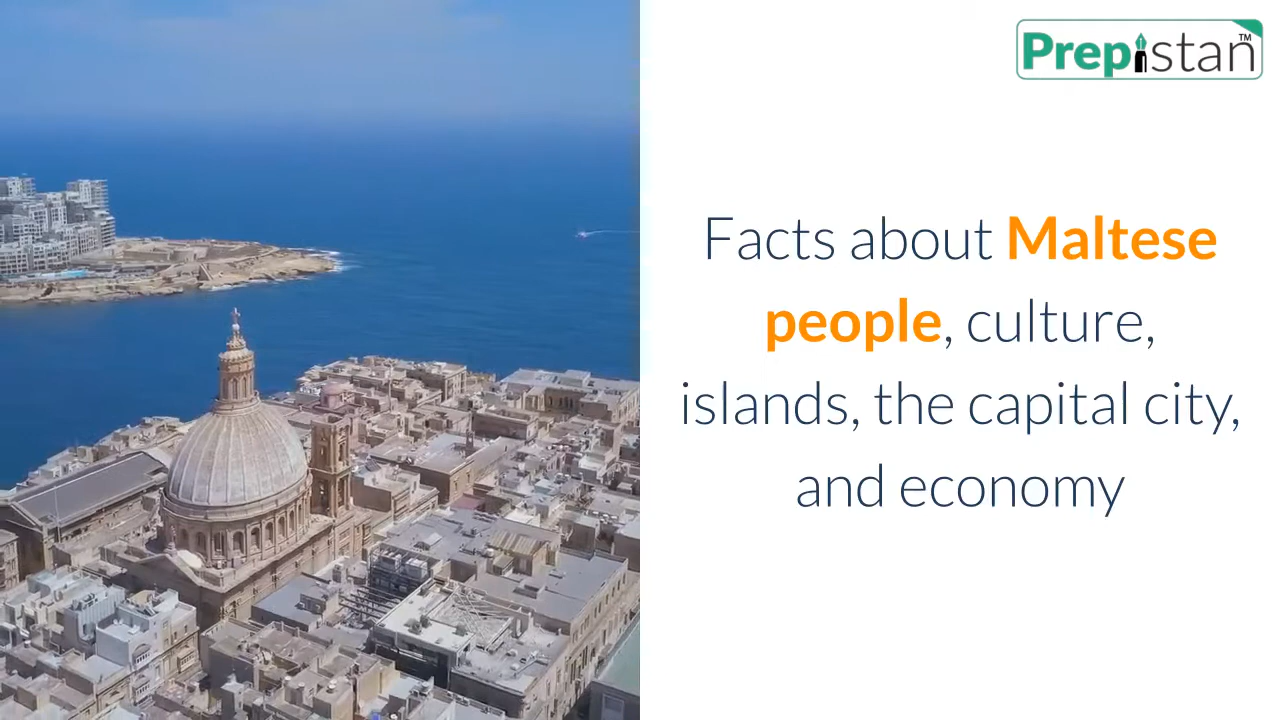 Prepistan™
Facts about Maltese
people, culture,
islands, the capital city,
and economy